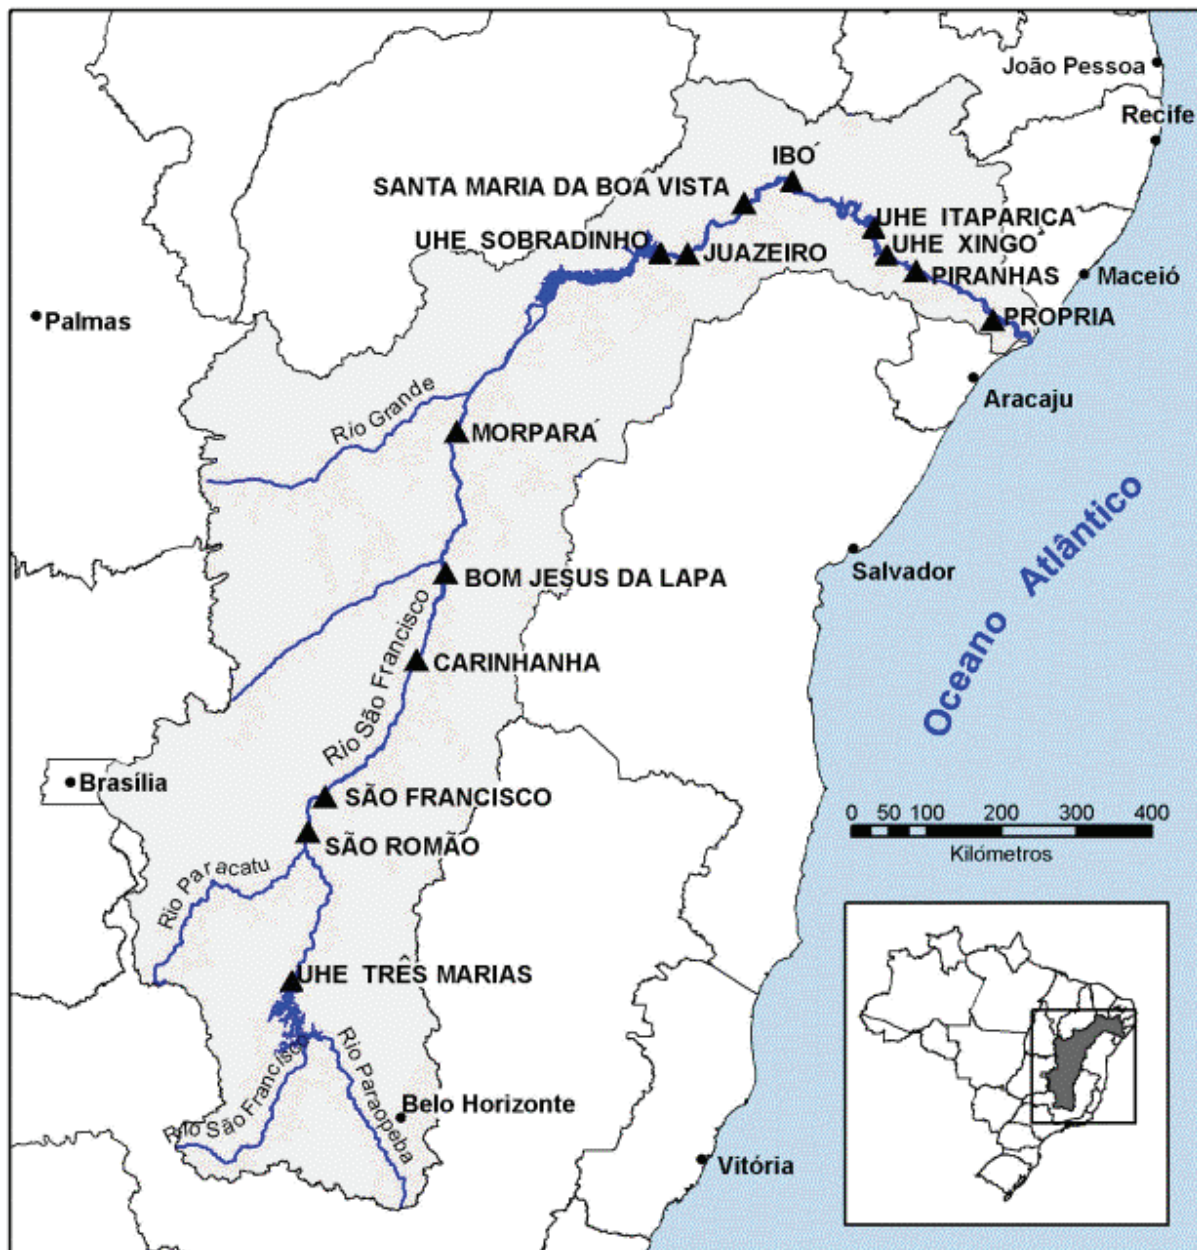 João Pessoa
Recife
IBÓ
SANTA MARIA DA BOA VISTA
UHE ITAPARICA
UHE SOBRADINHO
JUAZEIRO
UHE XINGÓ
PIRANHAS
Maceió
Palmas
PROPRIA
Aracaju
Rio Grande
MORPARÁ
Oceano Atlântico
Salvador
BOM JESUS DA LAPA
Rio São Francisco
CARINHANHA
Brasília
SÃO FRANCISCO
0 50 100 200 300 400
Kilómetros
SÃO ROMÃO
Rio Paracatu
UHE TRÊS MARIAS
Rio São Francisco
Rio Paraopeba
Belo Horizonte
Vitória